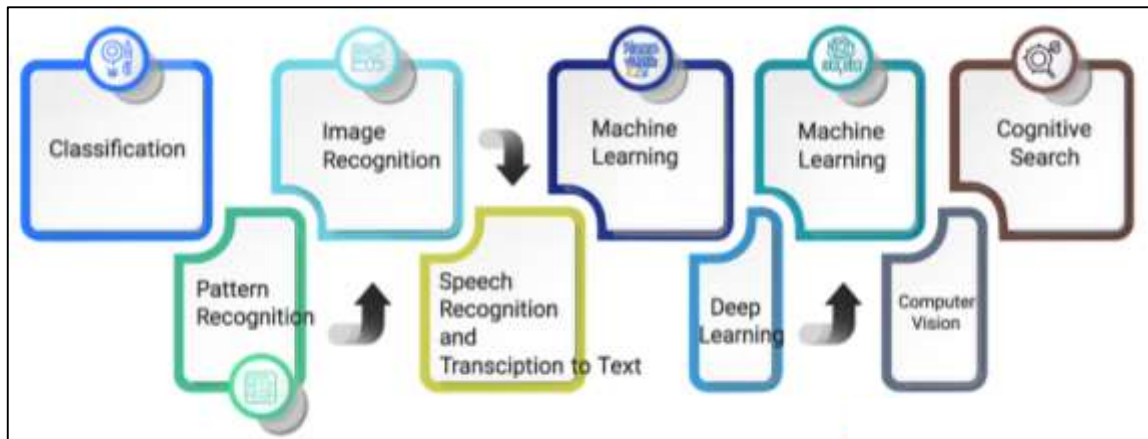 Classification
Pattern
Recognition
Image
Recognition
Speech
Recognition
and
Transciption to Text
Machine
Learning
Deep
Learning
Machine
Learning
Computer
Vision
Cognitive
Search